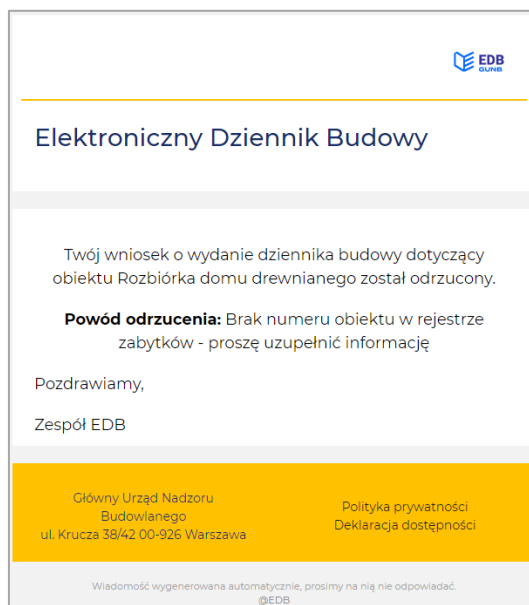 EDB
GUNB
Elektroniczny Dziennik Budowy
Twój wniosek o wydanie dziennika budowy dotyczący
obiektu Rozbiórka domu drewnianego został odrzucony.
Powód odrzucenia: Brak numeru obiektu w rejestrze
zabytków - proszę uzupełnić informację
Pozdrawiamy,
Zespół EDB
Główny Urząd Nadzoru
Budowlanego
ul. Krucza 38/42 00-926 Warszawa
Polityka prywatności
Deklaracja dostępności
Wiadomość wygenerowana automatycznie, prosimy na nią nie odpowiadać.
@EDB